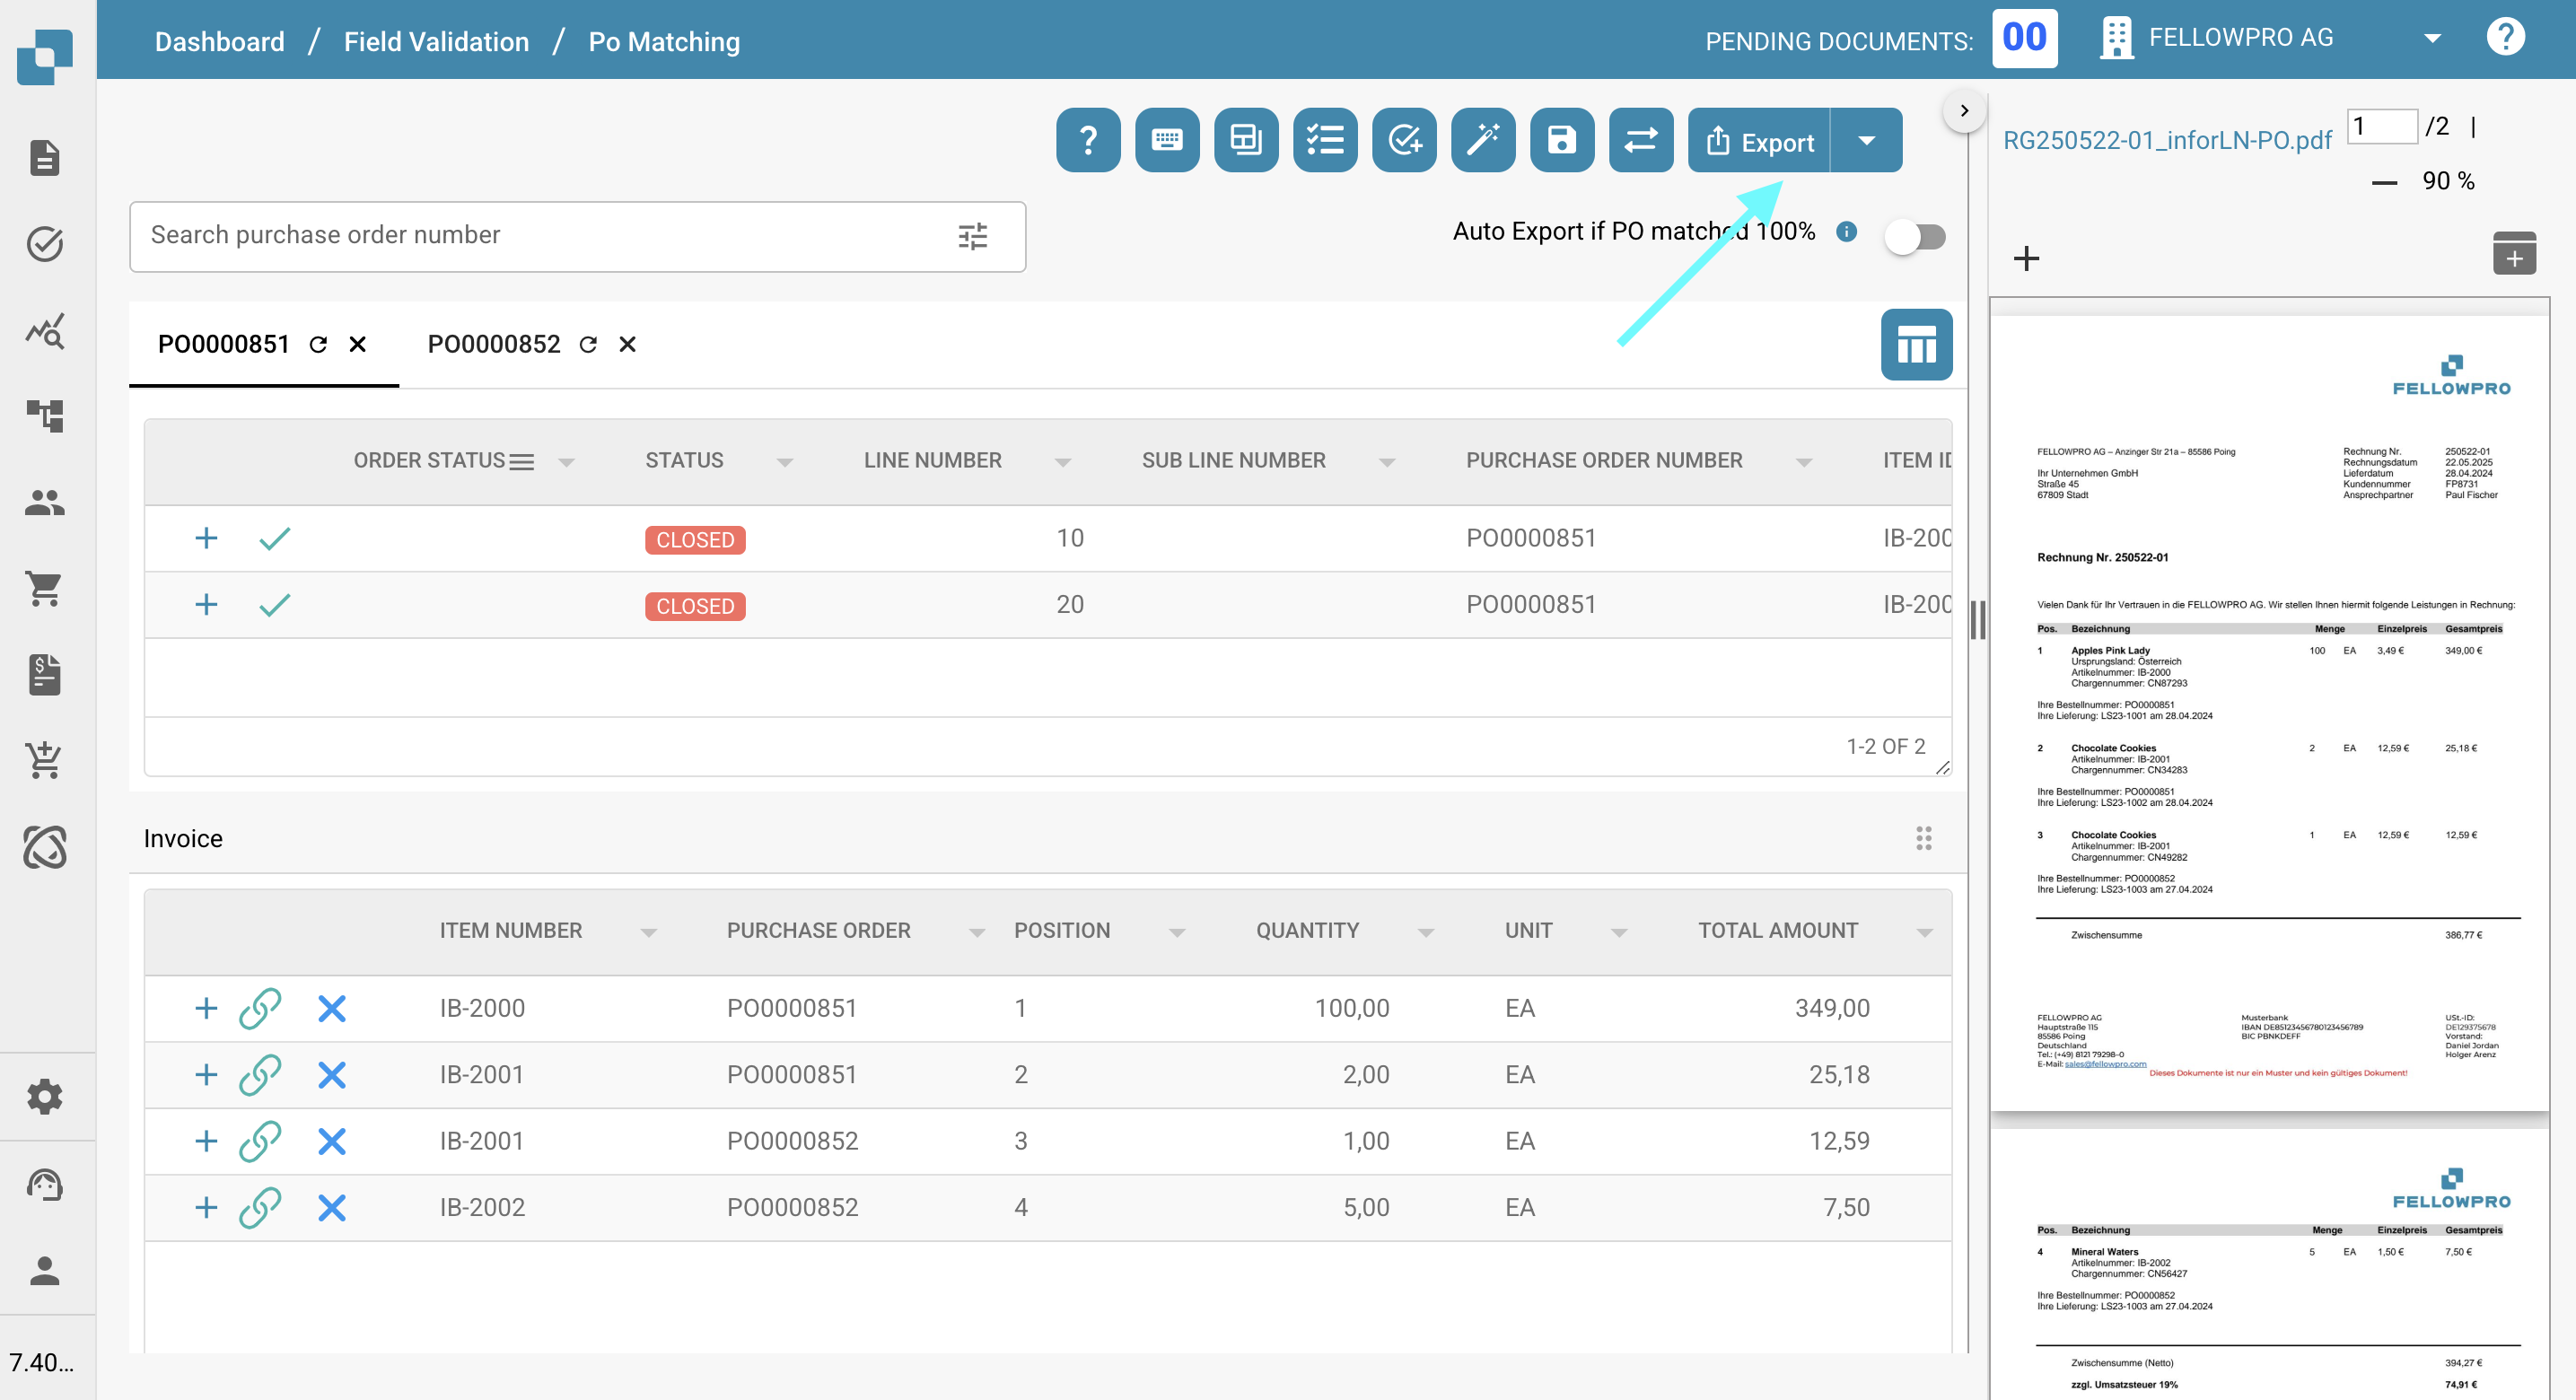 Dashboard / Field Validation / Po Matching
PENDING DOCUMENTS: 00 FELLOWPRO AG ?
? Export
Search purchase order number
Auto Export if PO matched 100%
PO0000851 PO0000852
ORDER STATUS STATUS LINE NUMBER SUB LINE NUMBER PURCHASE ORDER NUMBER ITEM ID
CLOSED 10 PO0000851 IB-200
CLOSED 20 PO0000851 IB-200
1-2 OF 2
Invoice
ITEM NUMBER PURCHASE ORDER POSITION QUANTITY UNIT TOTAL AMOUNT
IB-2000 PO0000851 1 100,00 EA 349,00
IB-2001 PO0000851 2 2,00 EA 25,18
IB-2001 PO0000852 3 1,00 EA 12,59
IB-2002 PO0000852 4 5,00 EA 7,50
7.40...
RG250522-01_inforLN-PO.pdf 1 /2 |
— 90 %
FELLOWPRO
FELLOWPRO AG – Anzinger Str 21a – 85586 Poing
Ihr Unternehmen GmbH
Straße 45
67809 Stadt
Rechnung Nr. 250522-01
Rechnungsdatum 22.05.2025
Lieferdatum 28.04.2024
Kundennummer FP8731
Ansprechpartner Paul Fischer
Rechnung Nr. 250522-01
Vielen Dank für Ihr Vertrauen in die FELLOWPRO AG. Wir stellen Ihnen hiermit folgende Leistungen in Rechnung:
Pos. Bezeichnung Menge Einzelpreis Gesamtpreis
1 Apples Pink Lady 100 EA 3,49 € 349,00 €
Ursprungsland: Österreich
Artikelnummer: IB-2000
Chargennummer: CN87293
Ihre Bestellnummer: PO0000851
Ihre Lieferung: LS23-1001 am 28.04.2024
2 Chocolate Cookies 2 EA 12,59 € 25,18 €
Artikelnummer: IB-2001
Chargennummer: CN34283
Ihre Bestellnummer: PO0000851
Ihre Lieferung: LS23-1002 am 28.04.2024
3 Chocolate Cookies 1 EA 12,59 € 12,59 €
Artikelnummer: IB-2001
Chargennummer: CN49282
Ihre Bestellnummer: PO0000852
Ihre Lieferung: LS23-1003 am 27.04.2024
Zwischensumme 386,77 €
FELLOWPRO AG
Hauptstraße 115
85586 Poing
Deutschland
Tel.: (+49) 8121 79298-0
E-Mail: sales@fellowpro.com
Musterbank
IBAN DE85123456780123456789
BIC PBNKDEFF
USt.-ID:
DE129375678
Vorstand:
Daniel Jordan
Holger Arenz
Dieses Dokumente ist nur ein Muster und kein gültiges Dokument!
FELLOWPRO
Pos. Bezeichnung Menge Einzelpreis Gesamtpreis
4 Mineral Waters 5 EA 1,50 € 7,50 €
Artikelnummer: IB-2002
Chargennummer: CN56427
Ihre Bestellnummer: PO0000852
Ihre Lieferung: LS23-1003 am 27.04.2024
Zwischensumme (Netto) 394,27 €
zzgl. Umsatzsteuer 19% 74,91 €